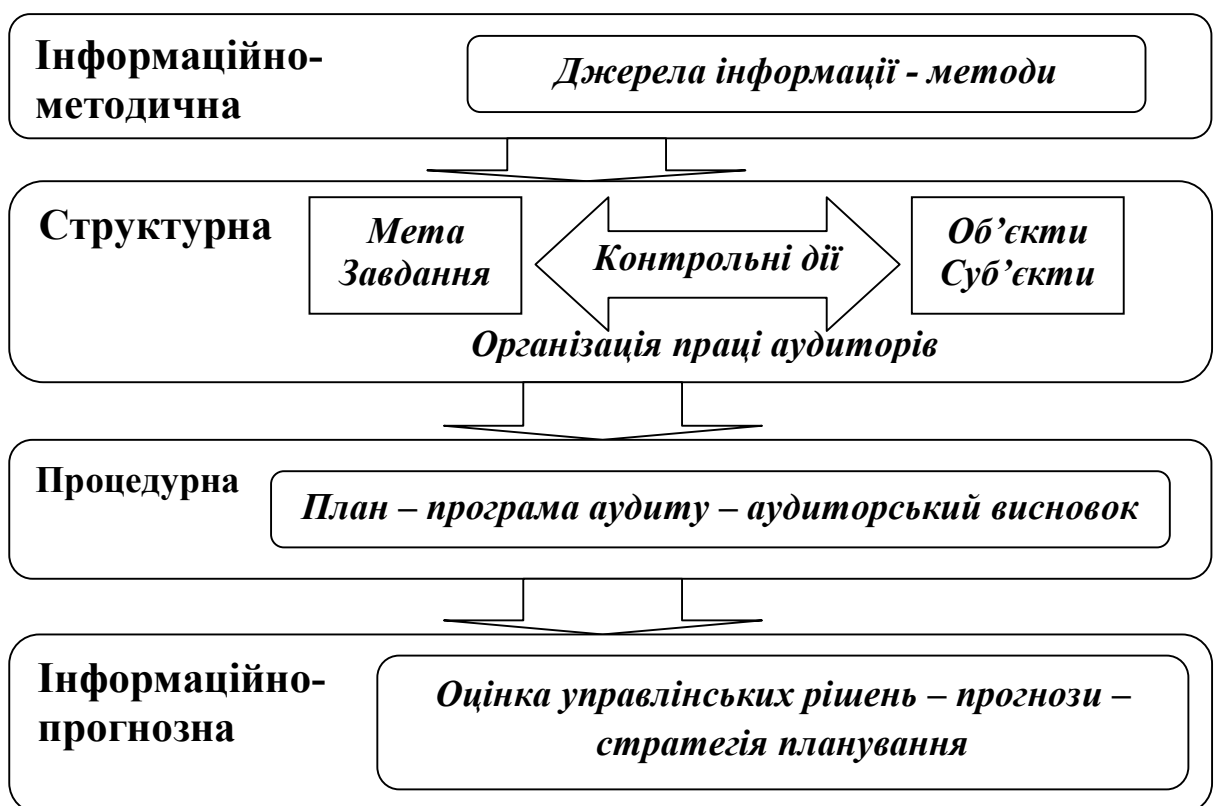 Інформаційно-
методична
Джерела інформації - методи
Структурна
Мета
Завдання
Контрольні дії
Об’єкти
Суб’єкти
Організація праці аудиторів
Процедурна
План – програма аудиту – аудиторський висновок
Інформаційно-
прогнозна
Оцінка управлінських рішень – прогнози –
стратегія планування